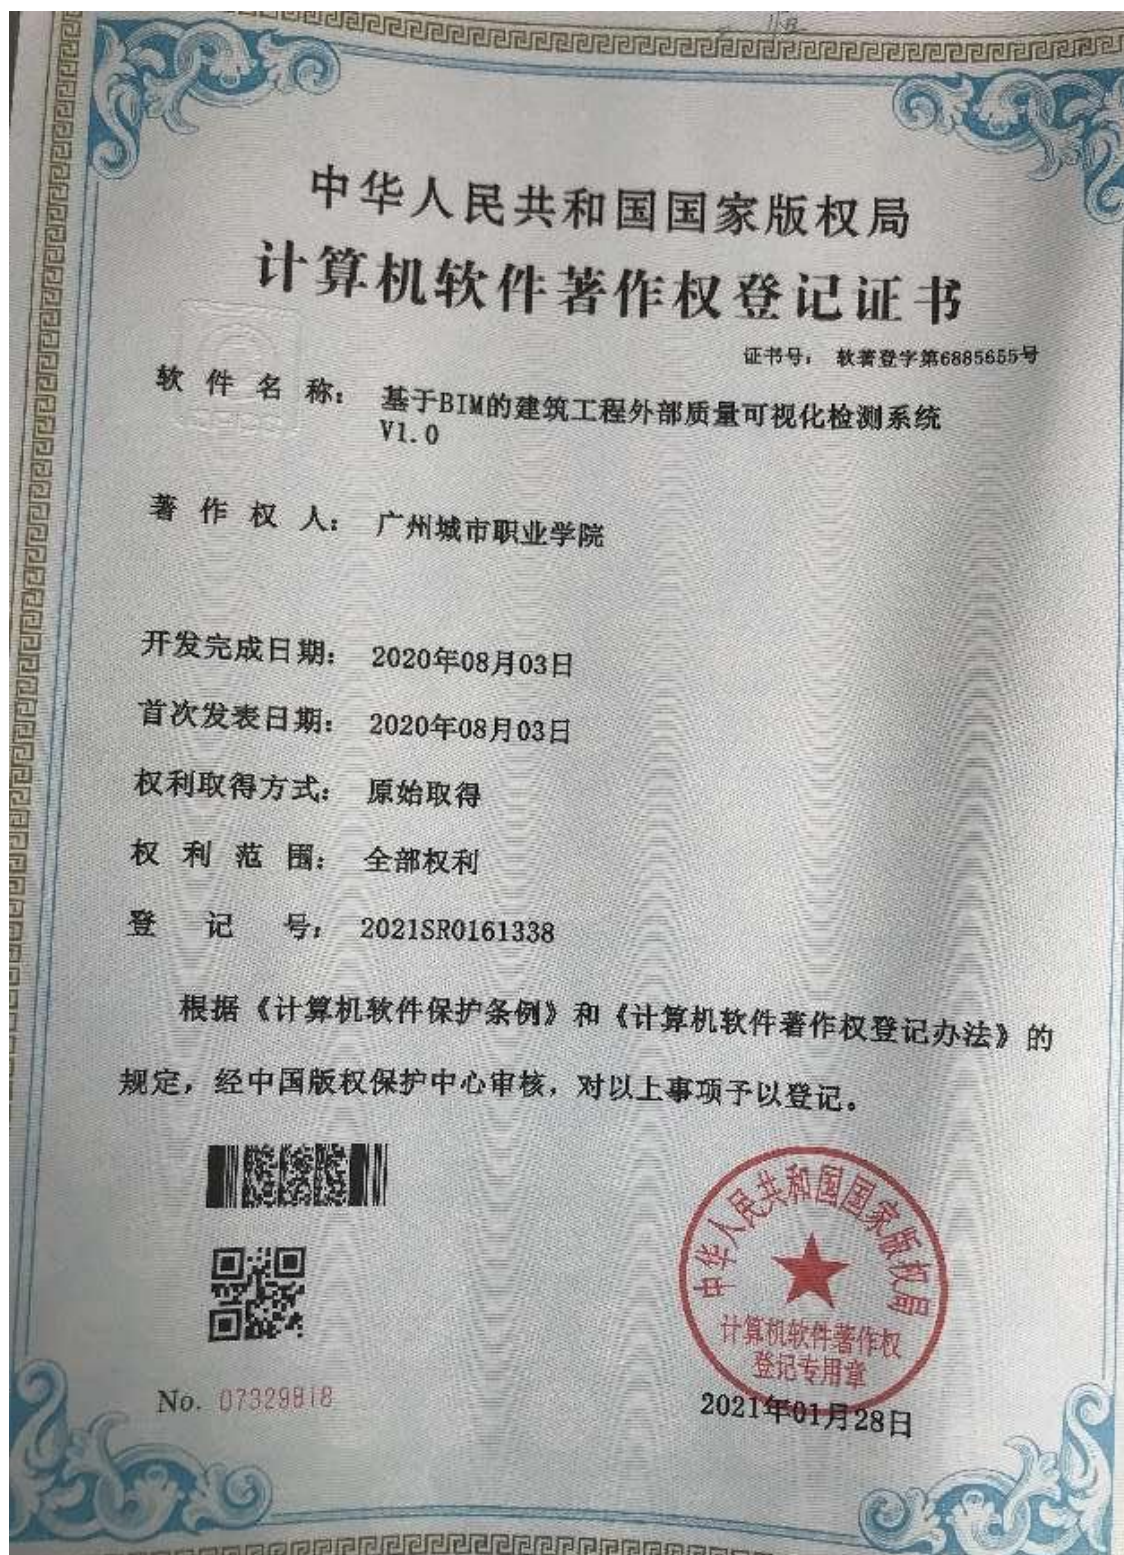 中华人民共和国国家版权局
计算机软件著作权登记证书
证书号： 软著登字第6885655号
软件名称： 基于BIM的建筑工程外部质量可视化检测系统
V1.0
著作权人： 广州城市职业学院
开发完成日期： 2020年08月03日
首次发表日期： 2020年08月03日
权利取得方式： 原始取得
权利范围： 全部权利
登记号： 2021SR0161338
根据《计算机软件保护条例》和《计算机软件著作权登记办法》的
规定，经中国版权保护中心审核，对以上事项予以登记。
中华人民共和国国家版权局
计算机软件著作权
登记专用章
No. 07329818
2021年01月28日